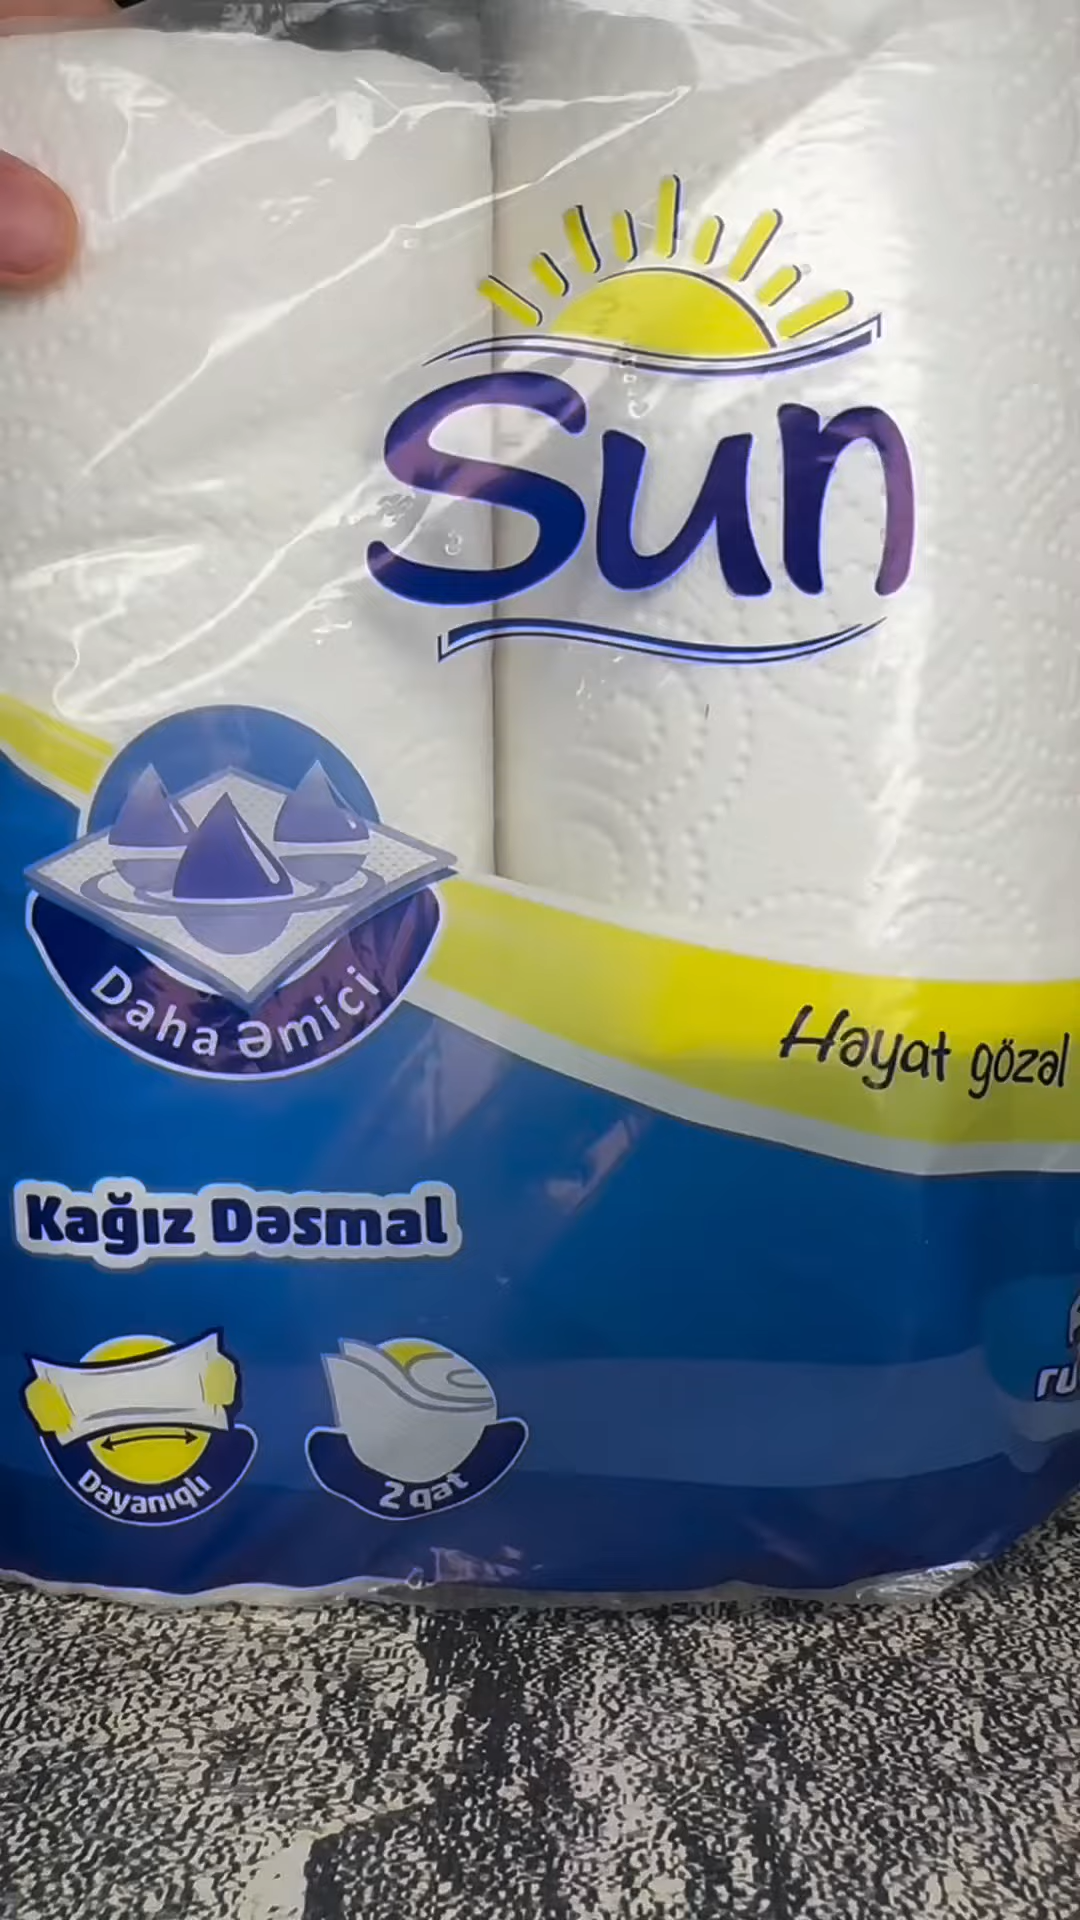 Sun
Daha Əmici
Həyat gözəl
Kağız Dəsmal
Dayanıqlı
2 qat